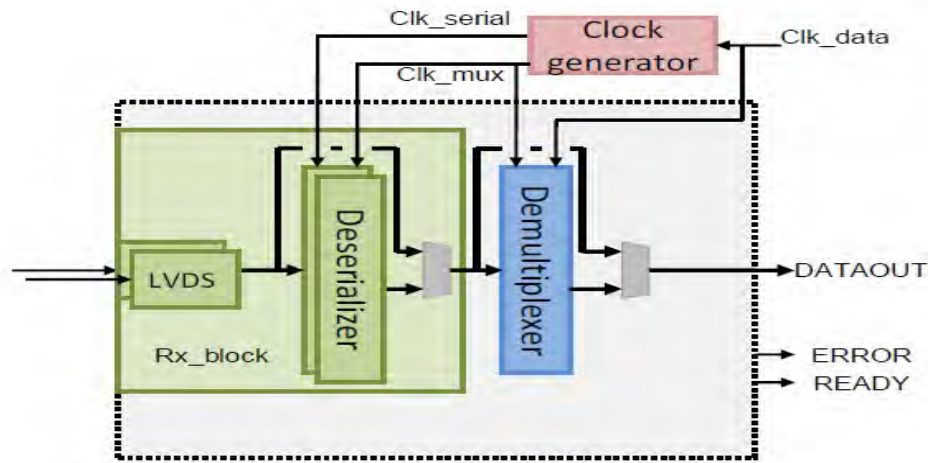 Clk_serial
Clock
generator
Clk_data
Clk_mux
Deserializer
Demultiplexer
LVDS
DATAOUT
Rx_block
ERROR
READY